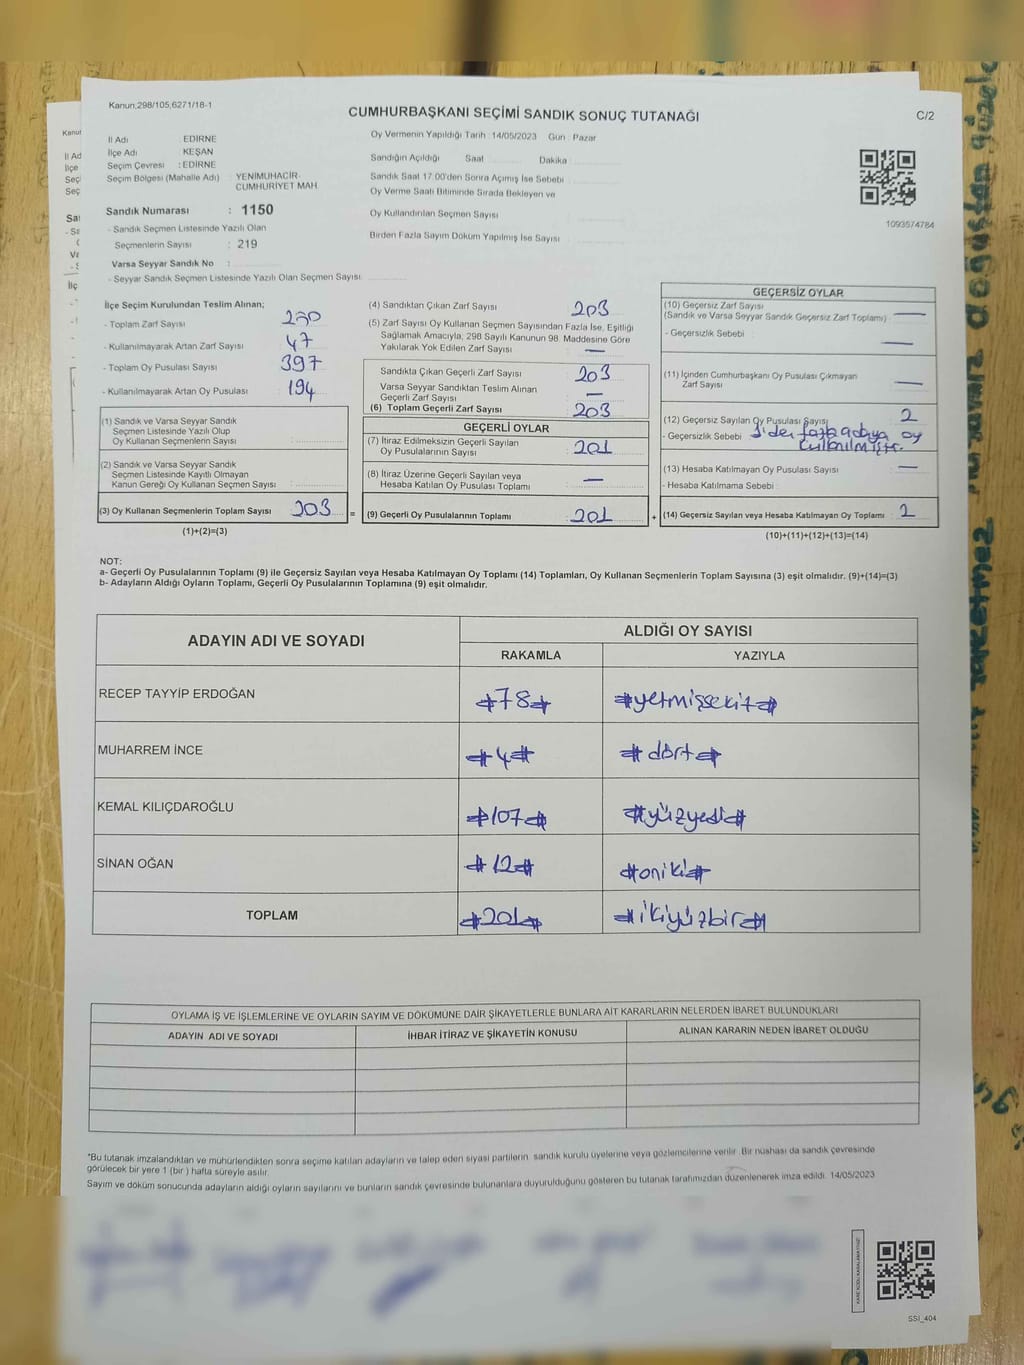 Kanun,298/105,6271/18-1
CUMHURBAŞKANI SEÇİMİ SANDIK SONUÇ TUTANAĞI
C/2
İl Adı EDİRNE
İlçe Adı KEŞAN
Seçim Çevresi : EDİRNE
Seçim Bölgesi (Mahalle Adı) : YENİMUHACİR-
CUMHURİYET MAH.
Sandık Numarası : 1150
- Sandık Seçmen Listesinde Yazılı Olan
Seçmenlerin Sayısı : 219
Varsa Seyyar Sandık No :
- Seyyar Sandık Seçmen Listesinde Yazılı Olan Seçmen Sayısı
Oy Vermenin Yapıldığı Tarih : 14/05/2023 Gün : Pazar
Sandığın Açıldığı Saat Dakika
Sandık Saat 17:00'den Sonra Açımış İse Sebebi
Oy Verme Saati Bitiminde Sırada Bekleyen ve
Oy Kullandırılan Seçmen Sayısı
Birden Fazla Sayım Döküm Yapılmış İse Sayısı
1093574784
İlçe Seçim Kurulundan Teslim Alınan;
- Toplam Zarf Sayısı 250
- Kullanılmayarak Artan Zarf Sayısı 47
- Toplam Oy Pusulası Sayısı 397
- Kullanılmayarak Artan Oy Pusulası 194
(1) Sandık ve Varsa Seyyar Sandık
Seçmen Listesinde Yazılı Olup
Oy Kullanan Seçmenlerin Sayısı
(2) Sandık ve Varsa Seyyar Sandık
Seçmen Listesinde Kayıtlı Olmayan
Kanun Gereği Oy Kullanan Seçmen Sayısı
(3) Oy Kullanan Seçmenlerin Toplam Sayısı 203 =
(1)+(2)=(3)
(4) Sandıktan Çıkan Zarf Sayısı 203
(5) Zarf Sayısı Oy Kullanan Seçmen Sayısından Fazla İse, Eşitliği
Sağlamak Amacıyla, 298 Sayılı Kanunun 98. Maddesine Göre
Yakılarak Yok Edilen Zarf Sayısı —
Sandıkta Çıkan Geçerli Zarf Sayısı 203
Varsa Seyyar Sandıktan Teslim Alınan
Geçerli Zarf Sayısı —
(6) Toplam Geçerli Zarf Sayısı 203
GEÇERLİ OYLAR
(7) İtiraz Edilmeksizin Geçerli Sayılan
Oy Pusulalarının Sayısı 201
(8) İtiraz Üzerine Geçerli Sayılan veya
Hesaba Katılan Oy Pusulası Toplamı —
(9) Geçerli Oy Pusulalarının Toplamı 201 +
GEÇERSİZ OYLAR
(10) Geçersiz Zarf Sayısı
(Sandık ve Varsa Seyyar Sandık Geçersiz Zarf Toplamı) —
- Geçersizlik Sebebi : —
(11) İçinden Cumhurbaşkanı Oy Pusulası Çıkmayan
Zarf Sayısı —
(12) Geçersiz Sayılan Oy Pusulası Sayısı 2
- Geçersizlik Sebebi 1'den fazla adaya oy
kullanılmıştır.
(13) Hesaba Katılmayan Oy Pusulası Sayısı —
- Hesaba Katılmama Sebebi
(14) Geçersiz Sayılan veya Hesaba Katılmayan Oy Toplamı 2
(10)+(11)+(12)+(13)=(14)
NOT:
a- Geçerli Oy Pusulalarının Toplamı (9) ile Geçersiz Sayılan veya Hesaba Katılmayan Oy Toplamı (14) Toplamları, Oy Kullanan Seçmenlerin Toplam Sayısına (3) eşit olmalıdır. (9)+(14)=(3)
b- Adayların Aldığı Oyların Toplamı, Geçerli Oy Pusulalarının Toplamına (9) eşit olmalıdır.
ADAYIN ADI VE SOYADI ALDIĞI OY SAYISI
RAKAMLA YAZIYLA
RECEP TAYYİP ERDOĞAN #78# #yetmişsekiz#
MUHARREM İNCE #4# #dört#
KEMAL KILIÇDAROĞLU #107# #yüzyedi#
SİNAN OĞAN #12# #oniki#
TOPLAM #201# #ikiyüzbir#
OYLAMA İŞ VE İŞLEMLERİNE VE OYLARIN SAYIM VE DÖKÜMÜNE DAİR ŞİKAYETLERLE BUNLARA AİT KARARLARIN NELERDEN İBARET BULUNDUKLARI
ADAYIN ADI VE SOYADI İHBAR İTİRAZ VE ŞİKAYETİN KONUSU ALINAN KARARIN NEDEN İBARET OLDUĞU
"Bu tutanak imzalandıktan ve mühürlendikten sonra seçime katılan adayların ve talep eden siyasi partilerin sandık kurulu üyelerine veya gözlemcilerine verilir. Bir nüshası da sandık çevresinde
görülecek bir yere 1 (bir ) hafta süreyle asılır.
Sayım ve döküm sonucunda adayların aldığı oyların sayılarını ve bunların sandık çevresinde bulunanlara duyurulduğunu gösteren bu tutanak tarafımızdan düzenlenerek imza edildi. 14/05/2023
SSI_404